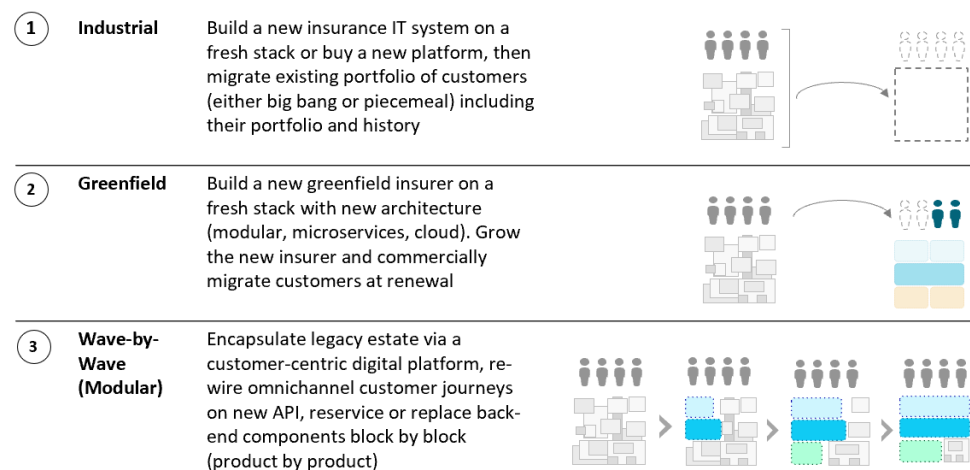 1
Industrial
Build a new insurance IT system on a
fresh stack or buy a new platform, then
migrate existing portfolio of customers
(either big bang or piecemeal) including
their portfolio and history
2
Greenfield
Build a new greenfield insurer on a
fresh stack with new architecture
(modular, microservices, cloud). Grow
the new insurer and commercially
migrate customers at renewal
3
Wave-by-
Wave
(Modular)
Encapsulate legacy estate via a
customer-centric digital platform, re-
wire omnichannel customer journeys
on new API, reservice or replace back-
end components block by block
(product by product)